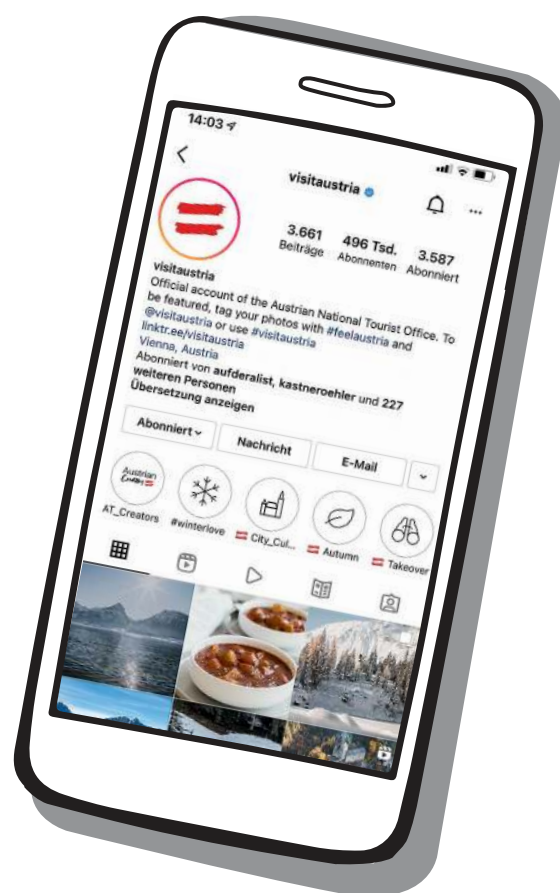 14:03
visitaustria
3.661 496 Tsd. 3.587
Beiträge Abonnenten Abonniert
visitaustria
Official account of the Austrian National Tourist Office. To
be featured, tag your photos with #feelaustria and
@visitaustria or use #visitaustria
linktr.ee/visitaustria
Vienna, Austria
Abonniert von aufderalist, kastneroehler und 227
weiteren Personen
Übersetzung anzeigen
Abonniert Nachricht E-Mail
Austrian
Creators
AT_Creators #winterlove City_Cul... Autumn Takeover